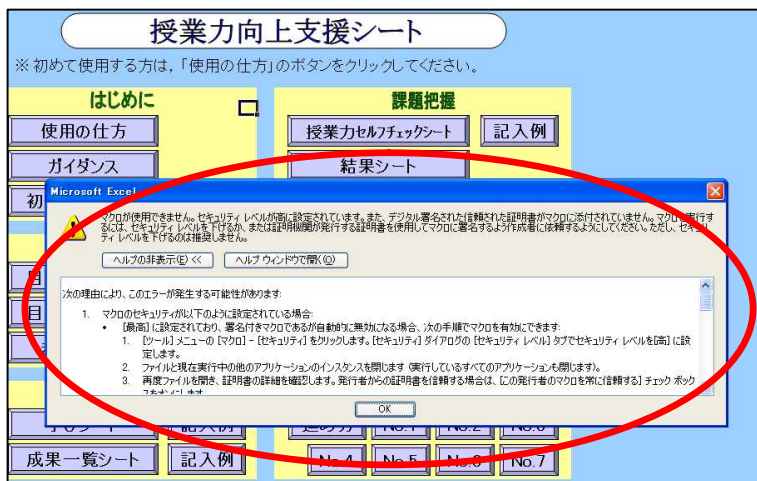 授業力向上支援シート
※初めて使用する方は,「使用の仕方」のボタンをクリックしてください。
はじめに
課題把握
使用の仕方
授業力セルフチェックシート
記入例
ガイダンス
結果シート
初
Microsoft Excel
マクロが使用できません。セキュリティ レベルが高に設定されています。また、デジタル署名された信頼された証明書がマクロに添付されていません。マクロを実行す
るには、セキュリティ レベルを下げるか、または証明機関が発行する証明書を使用してマクロに署名するよう作成者に依頼するようにしてください。ただし、セキュリ
ティ レベルを下げるのは推奨しません。
ヘルプの非表示(E) <<
ヘルプ ウィンドウで開く(O)
次の理由により、このエラーが発生する可能性があります:
1. マクロのセキュリティが以下のように設定されている場合:
• [最高] に設定されており、署名付きマクロであるが自動的に無効になる場合、次の手順でマクロを有効にできます:
1. [ツール] メニューの [マクロ] - [セキュリティ] をクリックします。[セキュリティ] ダイアログの [セキュリティ レベル] タブでセキュリティ レベルを[高] に設
定します。
2. ファイルと現在実行中の他のアプリケーションのインスタンスを閉じます (実行しているすべてのアプリケーションも閉じます)。
3. 再度ファイルを開き、証明書の詳細を確認します。発行者からの証明書を信頼する場合は、[この発行者のマクロを常に信頼する] チェック ボック
スをオンにします
OK
記入例
No.1
No.2
成果一覧シート
記入例
No.4
No.5
No.6
No.7